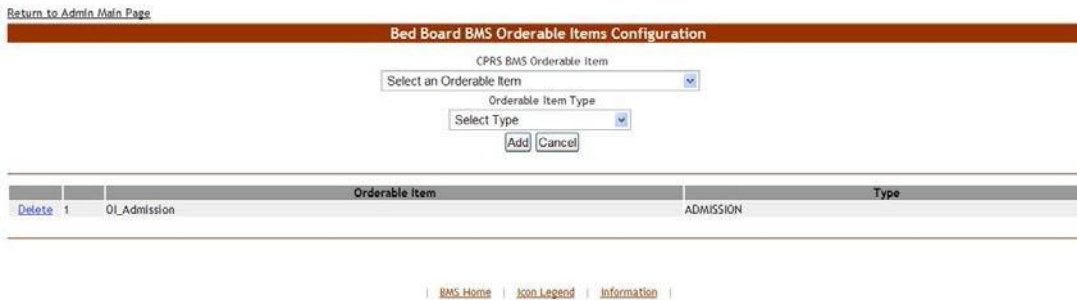 Return to Admin Main Page
Bed Board BMS Orderable Items Configuration
CPRS BMS Orderable Item
Select an Orderable Item
Orderable Item Type
Select Type
Add Cancel
Orderable Item Type
Delete 1 OI_Admission ADMISSION
| BMS Home | Icon Legend | Information |